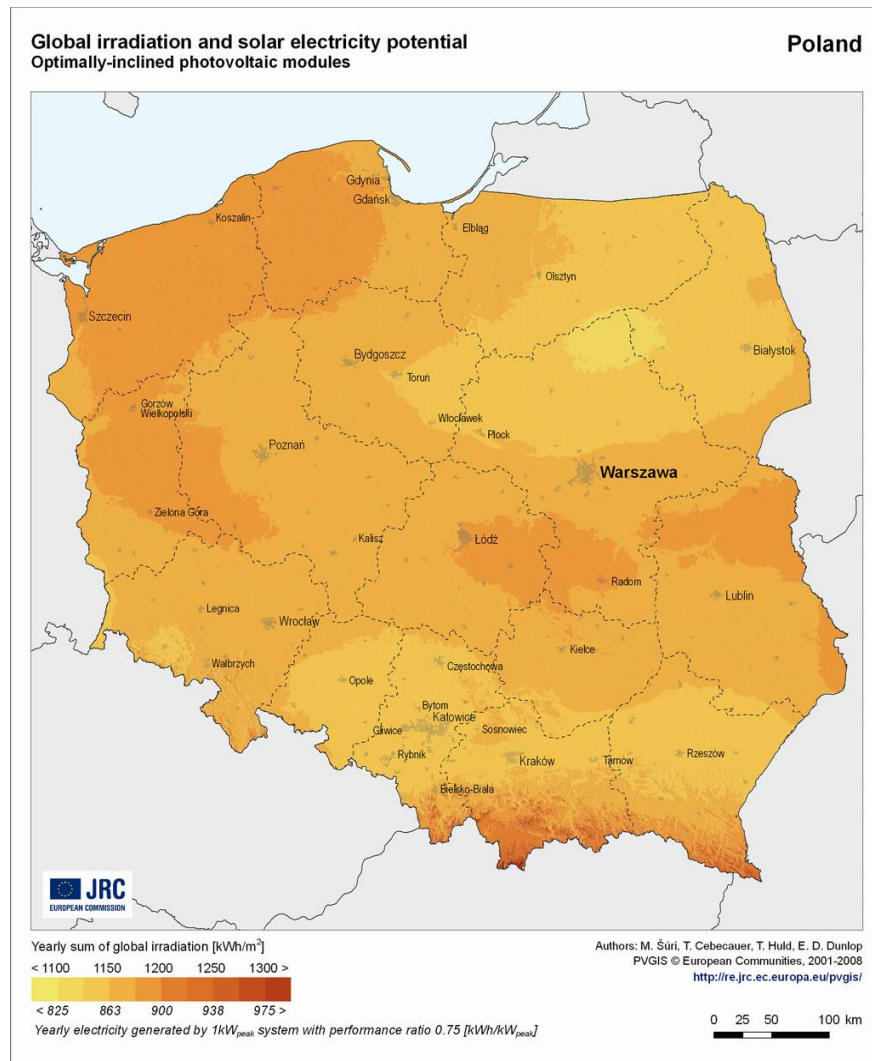 Global irradiation and solar electricity potential
Optimally-inclined photovoltaic modules
Poland
Gdynia
Gdańsk
Koszalin
Elbląg
Olsztyn
Szczecin
Białystok
Bydgoszcz
Toruń
Gorzów
Wielkopolski
Włocławek
Płock
Poznań
Warszawa
Zielona Góra
Kalisz
Łódź
Radom
Lublin
Legnica
Wrocław
Kielce
Wałbrzych
Częstochowa
Opole
Bytom
Katowice
Gliwice
Sosnowiec
Rybnik
Kraków
Tarnów
Rzeszów
Bielsko-Biała
JRC
EUROPEAN COMMISSION
Yearly sum of global irradiation [kWh/m²]
< 1100 1150 1200 1250 1300 >
< 825 863 900 938 975 >
Yearly electricity generated by 1kWpeak system with performance ratio 0.75 [kWh/kWpeak]
Authors: M. Šúri, T. Cebecauer, T. Huld, E. D. Dunlop
PVGIS © European Communities, 2001-2008
http://re.jrc.ec.europa.eu/pvgis/
0 25 50 100 km